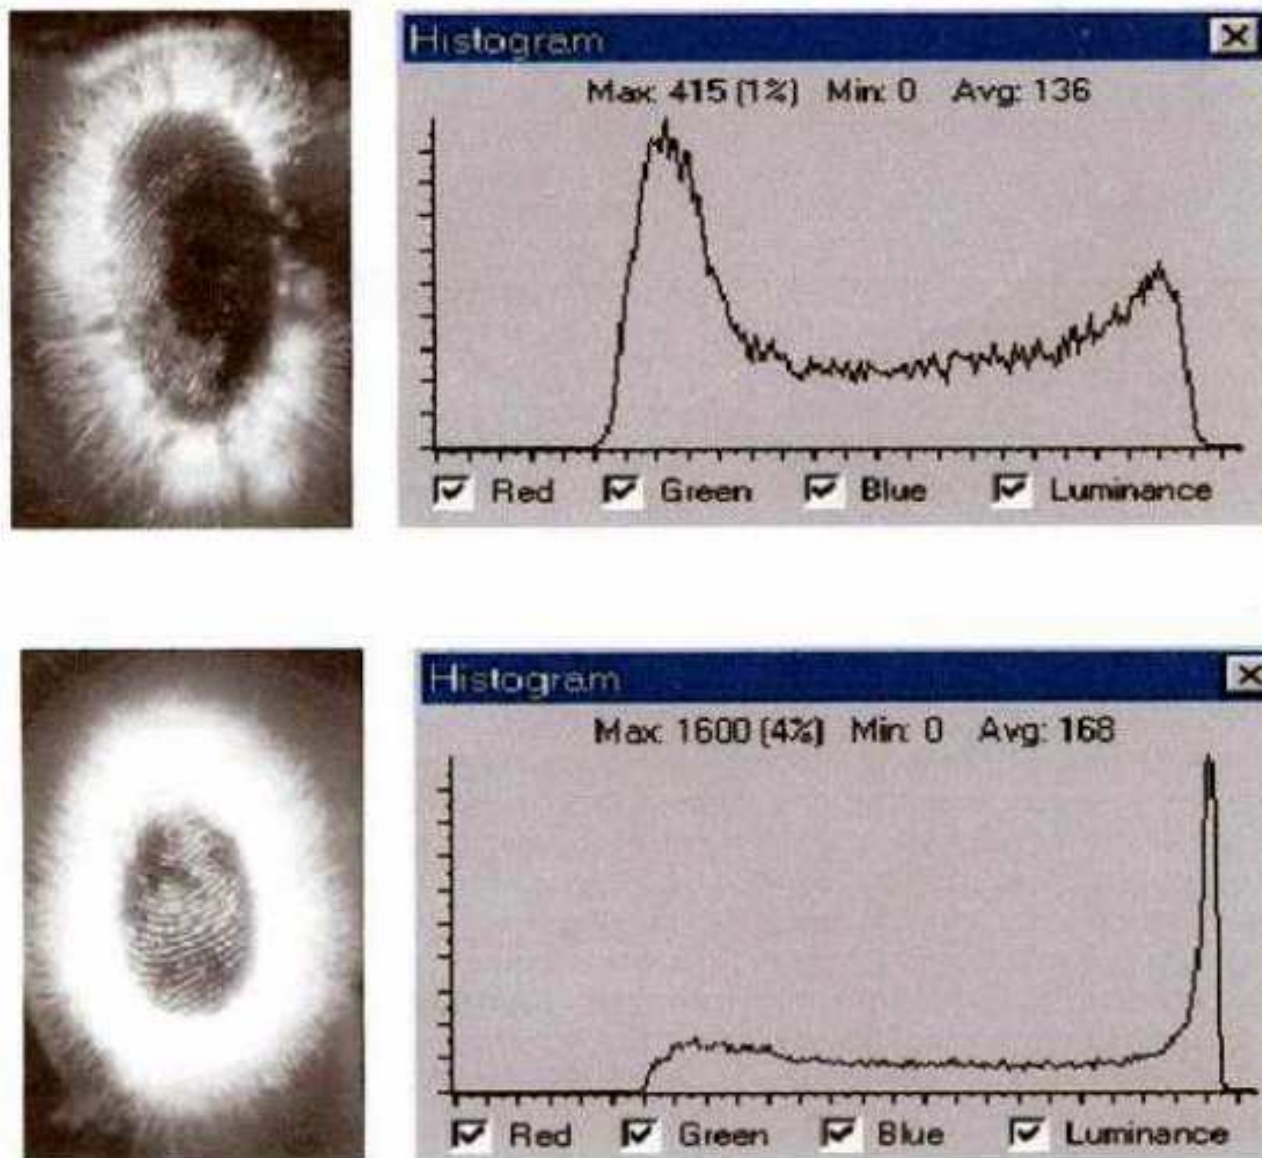 Histogram
Max: 415 (1%) Min: 0 Avg: 136
Red Green Blue Luminance
Histogram
Max: 1600 (4%) Min: 0 Avg: 168
Red Green Blue Luminance